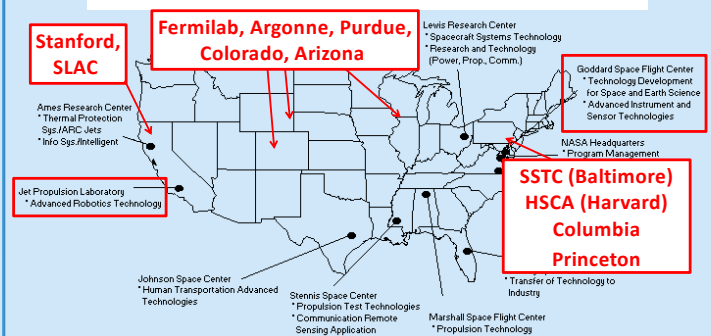 Fermilab, Argonne, Purdue,
Colorado, Arizona
Stanford,
SLAC
Lewis Research Center
* Spacecraft Systems Technology
* Research and Technology
(Power, Prop., Comm.)
Goddard Space Flight Center
* Technology Development
for Space and Earth Science
* Advanced Instrument and
Sensor Technologies
Ames Research Center
* Thermal Protection
Sys./ARC Jets
* Info Sys./Intelligent
NASA Headquarters
* Program Management
SSTC (Baltimore)
HSCA (Harvard)
Columbia
Princeton
Jet Propulsion Laboratory
* Advanced Robotics Technology
Johnson Space Center
* Human Transportation Advanced
Technologies
Stennis Space Center
* Propulsion Test Technologies
* Communication Remote
Sensing Application
* Transfer of Technology to
Industry
Marshall Space Flight Center
* Propulsion Technology